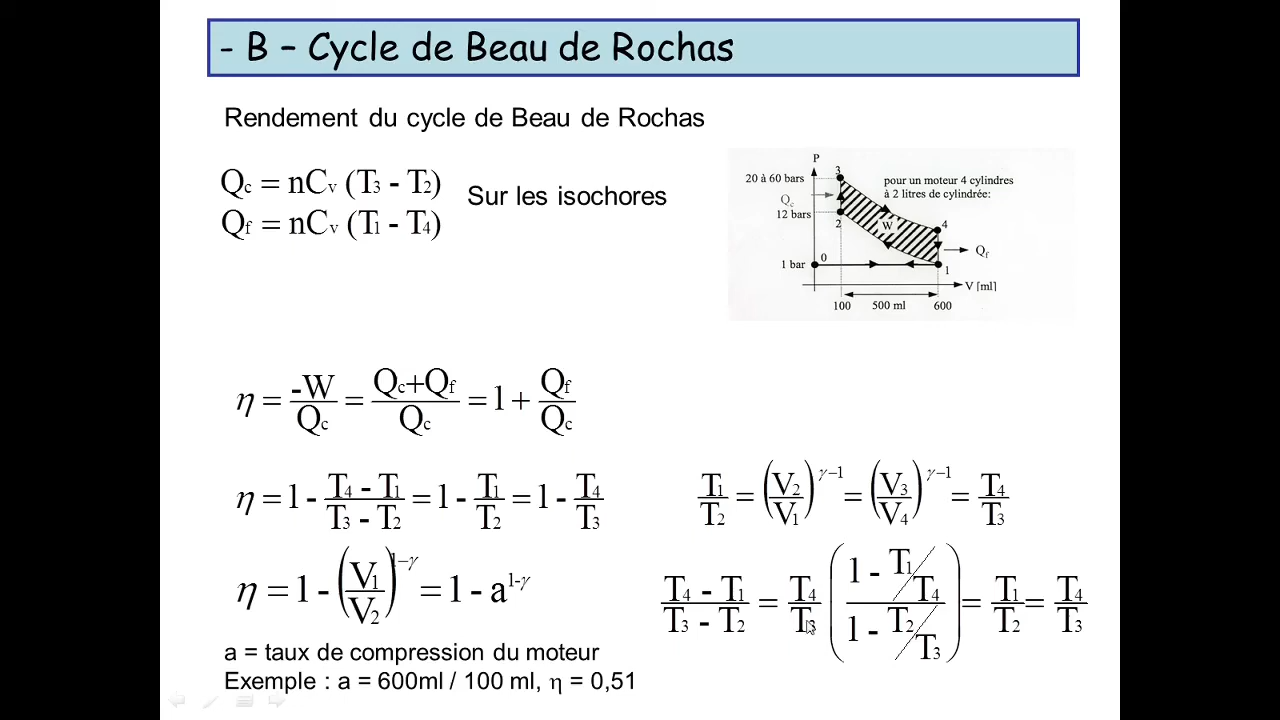 - B – Cycle de Beau de Rochas
Rendement du cycle de Beau de Rochas
Qc = nCv (T3 - T2)
Qf = nCv (T1 - T4)
Sur les isochores
P
3
20 à 60 bars
pour un moteur 4 cylindres
à 2 litres de cylindrée:
Qc
12 bars
2
W
4
Qf
1 bar
0
1
V [ml]
100
500 ml
600
η = -W/Qc = (Qc+Qf)/Qc = 1 + Qf/Qc
η = 1 - (T4 - T1)/(T3 - T2) = 1 - T1/T2 = 1 - T4/T3
T1/T2 = (V2/V1)^(γ–1) = (V3/V4)^(γ–1) = T4/T3
η = 1 - (V1/V2)^(1–γ) = 1 - a^(1-γ)
(T4 - T1)/(T3 - T2) = T4/T3 ((1 - T1/T4)/(1 - T2/T3)) = T1/T2 = T4/T3
a = taux de compression du moteur
Exemple : a = 600ml / 100 ml, η = 0,51